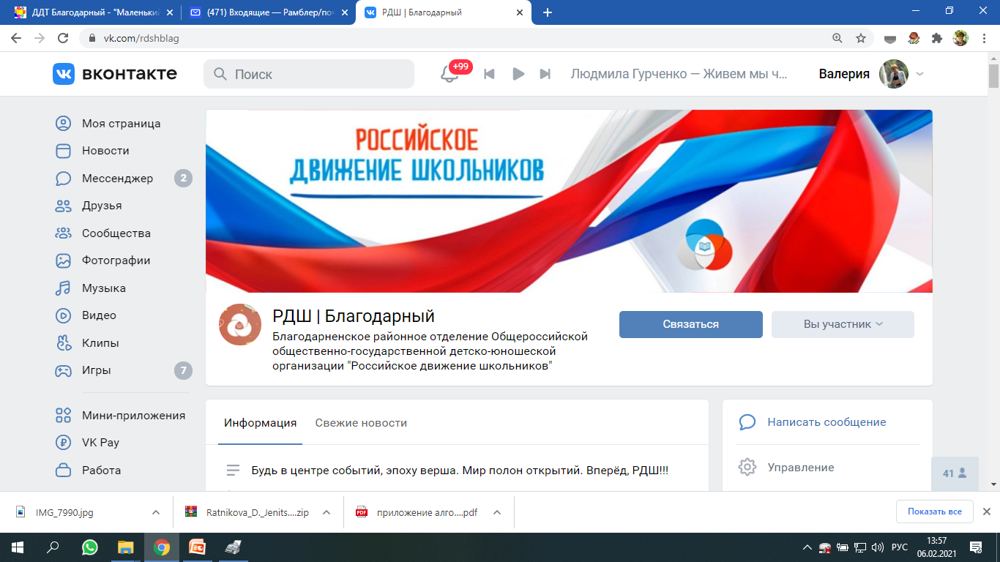 ДДТ Благодарный - "Маленький
(471) Входящие — Рамблер/поч
РДШ | Благодарный
vk.com/rdshblag
вконтакте
Поиск
+99
Людмила Гурченко — Живем мы ч...
Валерия
Моя страница
Новости
Мессенджер 2
Друзья
Сообщества
Фотографии
Музыка
Видео
Клипы
Игры 7
Мини-приложения
VK Pay
Работа
РОССИЙСКОЕ
ДВИЖЕНИЕ ШКОЛЬНИКОВ
РДШ | Благодарный
Благодарненское районное отделение Общероссийской
общественно-государственной детско-юношеской
организации "Российское движение школьников"
Связаться
Вы участник
Информация
Свежие новости
Будь в центре событий, эпоху верша. Мир полон открытий. Вперёд, РДШ!!!
Написать сообщение
Управление
41
IMG_7990.jpg
Ratnikova_D._Jenits....zip
PDF
приложение алго....pdf
Показать все
РУС
13:57
06.02.2021